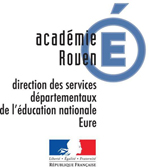 académie
Rouen
É
direction des services
départementaux
de l'éducation nationale
Eure
Liberté • Égalité • Fraternité
RÉPUBLIQUE FRANÇAISE